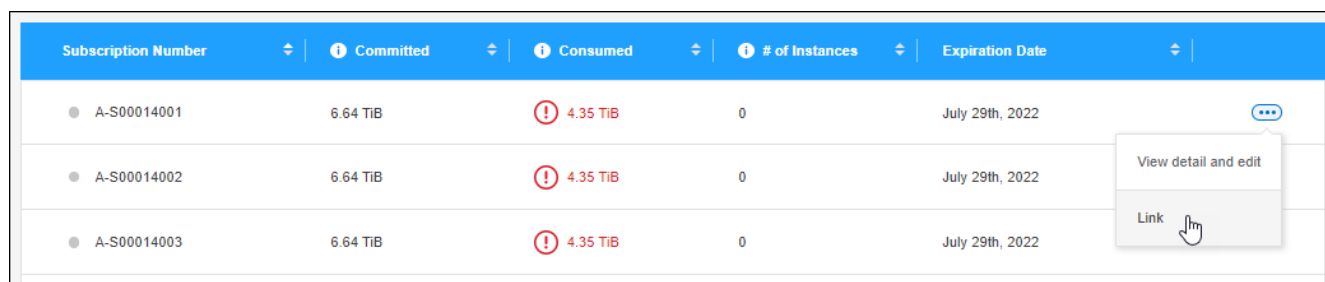 Subscription Number Committed Consumed # of Instances Expiration Date
A-S00014001 6.64 TiB 4.35 TiB 0 July 29th, 2022
View detail and edit
A-S00014002 6.64 TiB 4.35 TiB 0 July 29th, 2022
Link
A-S00014003 6.64 TiB 4.35 TiB 0 July 29th, 2022